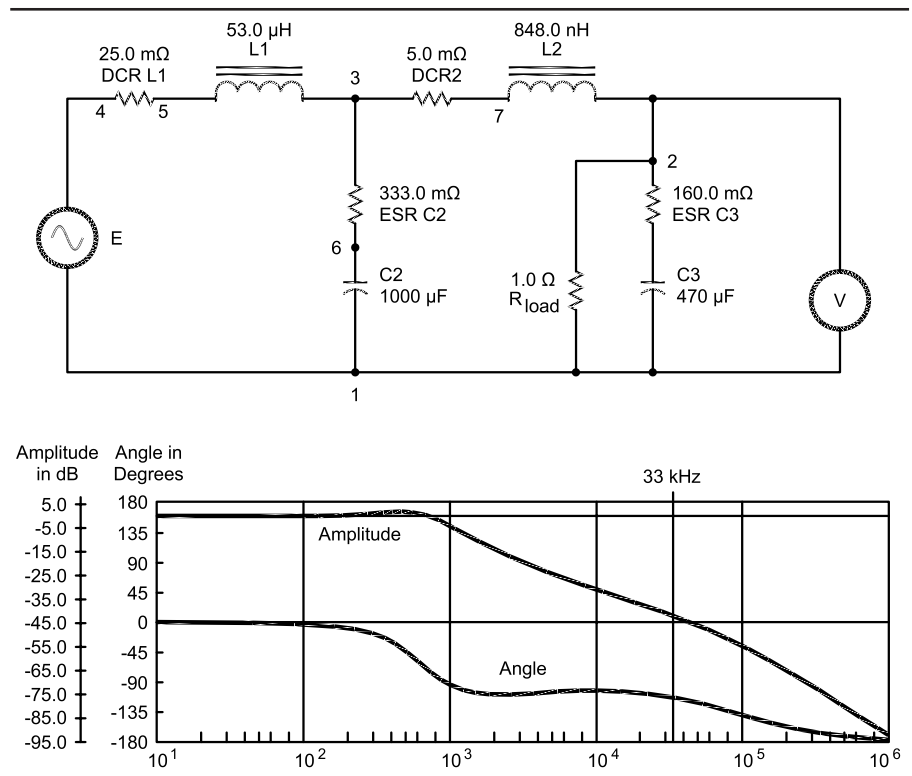 53.0 μH
L1
848.0 nH
L2
25.0 mΩ
DCR L1
5.0 mΩ
DCR2
3
4
5
7
2
333.0 mΩ
ESR C2
160.0 mΩ
ESR C3
E
6
C2
1000 μF
1.0 Ω
Rload
C3
470 μF
V
1
Amplitude
in dB
Angle in
Degrees
33 kHz
5.0
-5.0
-15.0
-25.0
-35.0
-45.0
-55.0
-65.0
-75.0
-85.0
-95.0
180
135
90
45
0
-45
-90
-135
-180
Amplitude
Angle
10¹
10²
10³
10⁴
10⁵
10⁶